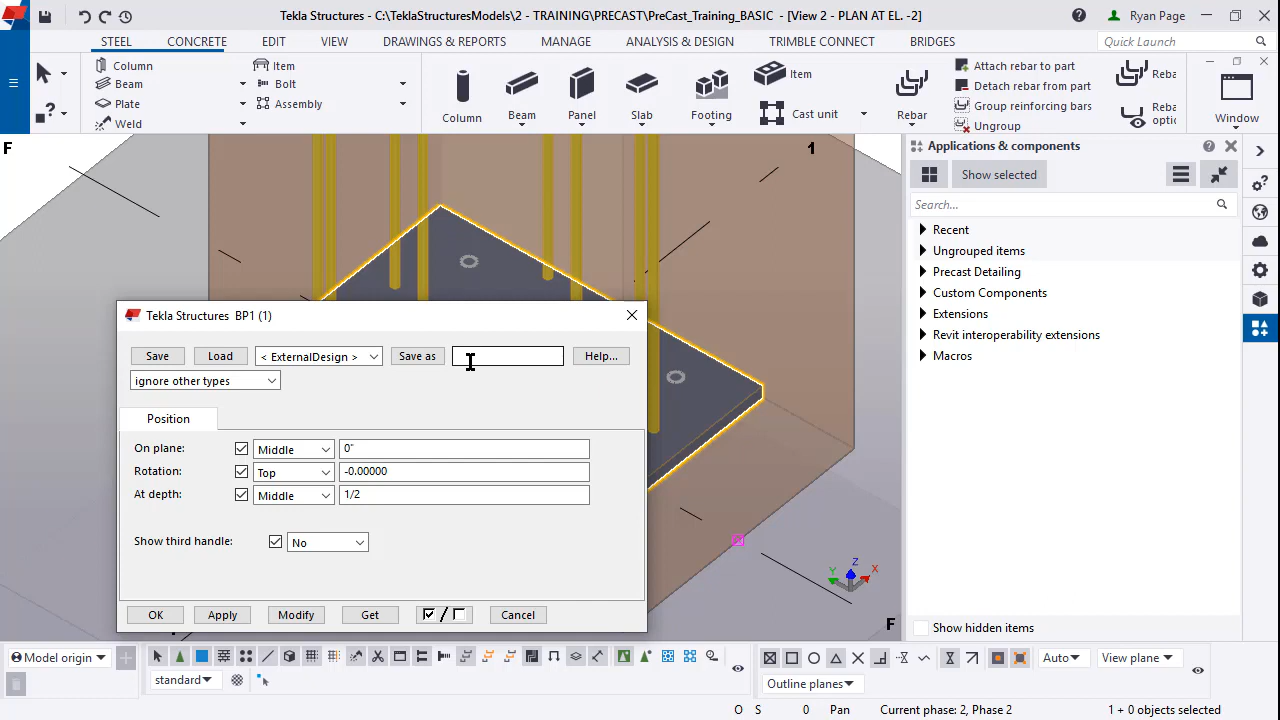 Tekla Structures - C:\TeklaStructuresModels\2 - TRAINING\PRECAST\PreCast_Training_BASIC - [View 2 - PLAN AT EL. -2]
Ryan Page
STEEL CONCRETE EDIT VIEW DRAWINGS & REPORTS MANAGE ANALYSIS & DESIGN TRIMBLE CONNECT BRIDGES Quick Launch
Column Item
Beam Bolt
Plate Assembly
Weld
Column Beam Panel Slab Footing
Item
Cast unit
Rebar
Attach rebar to part
Detach rebar from part
Group reinforcing bars
Ungroup
Reba
Reba
optic
Window
F
1
F
Z
Y X
Tekla Structures BP1 (1)
Save Load < ExternalDesign > Save as Help...
ignore other types
Position
On plane: Middle 0"
Rotation: Top -0.00000
At depth: Middle 1/2
Show third handle: No
OK Apply Modify Get / Cancel
Applications & components
Show selected
Search...
Recent
Ungrouped items
Precast Detailing
Custom Components
Extensions
Revit interoperability extensions
Macros
Show hidden items
Model origin
standard
Auto View plane
Outline planes
O S 0 Pan Current phase: 2, Phase 2 1 + 0 objects selected